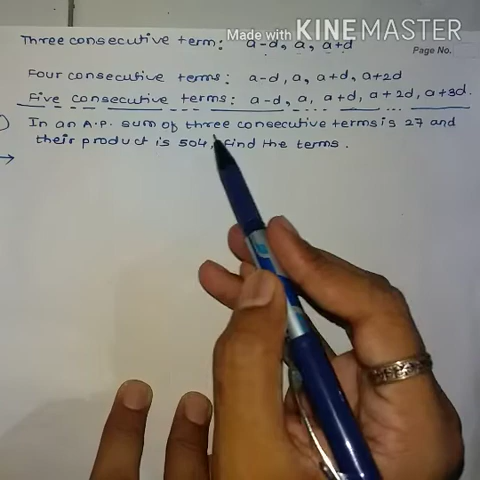 Made with KINEMASTER
Three consecutive term: a-d, a, a+d
Page No.
Four consecutive terms: a-d, a, a+d, a+2d
Five consecutive terms: a-d, a, a+d, a+2d, a+3d.
In an A.P. sum of three consecutive terms is 27 and
their product is 504, find the terms.
→